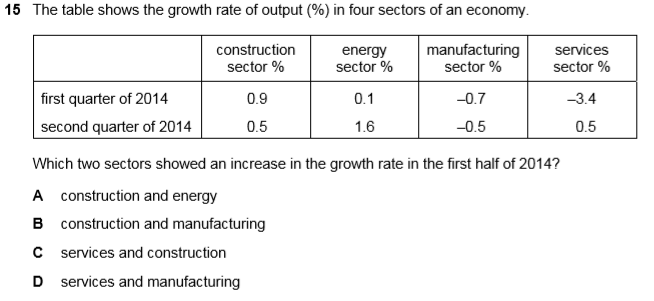 15 The table shows the growth rate of output (%) in four sectors of an economy.
construction sector % energy sector % manufacturing sector % services sector %
first quarter of 2014 0.9 0.1 –0.7 –3.4
second quarter of 2014 0.5 1.6 –0.5 0.5
Which two sectors showed an increase in the growth rate in the first half of 2014?
A construction and energy
B construction and manufacturing
C services and construction
D services and manufacturing